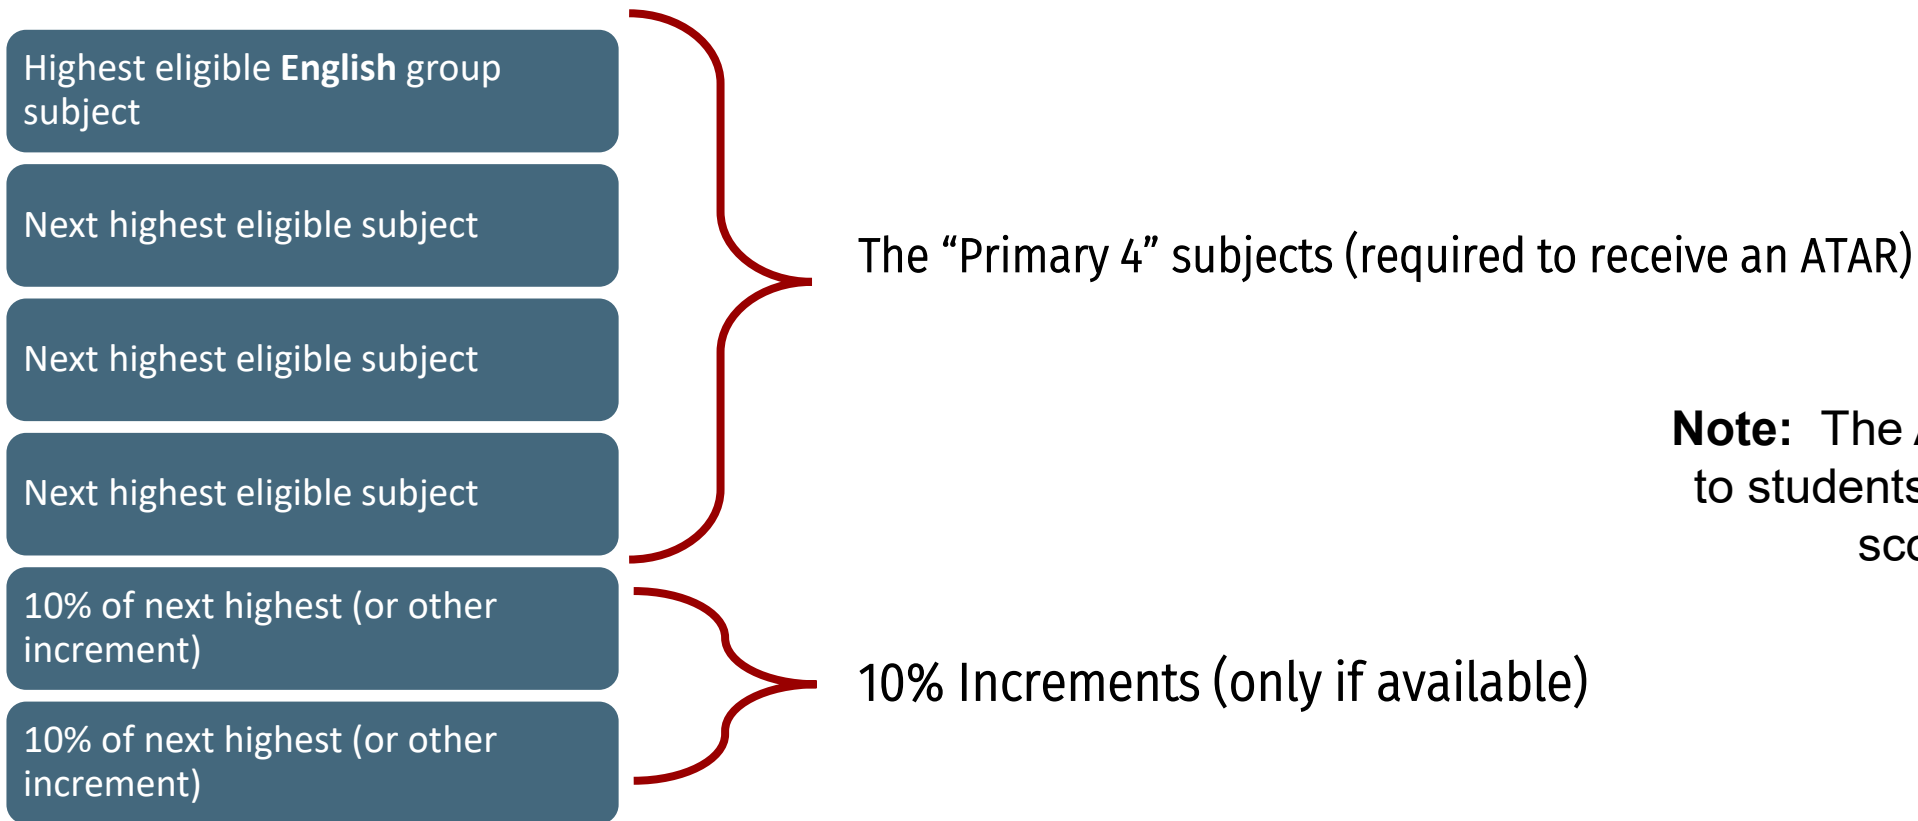 Highest eligible English group
subject
Next highest eligible subject
Next highest eligible subject
Next highest eligible subject
10% of next highest (or other
increment)
10% of next highest (or other
increment)
The “Primary 4” subjects (required to receive an ATAR)
Note: The
to students
10% Increments (only if available)